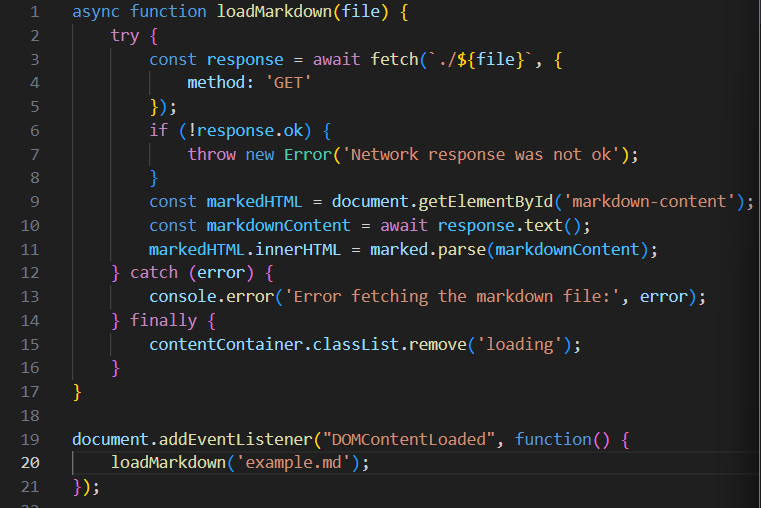 1 async function loadMarkdown(file) {
2     try {
3         const response = await fetch(`./${file}`, {
4             method: 'GET'
5         });
6         if (!response.ok) {
7             throw new Error('Network response was not ok');
8         }
9         const markedHTML = document.getElementById('markdown-content');
10         const markdownContent = await response.text();
11         markedHTML.innerHTML = marked.parse(markdownContent);
12     } catch (error) {
13         console.error('Error fetching the markdown file:', error);
14     } finally {
15         contentContainer.classList.remove('loading');
16     }
17 }
18
19 document.addEventListener("DOMContentLoaded", function() {
20     loadMarkdown('example.md');
21 });